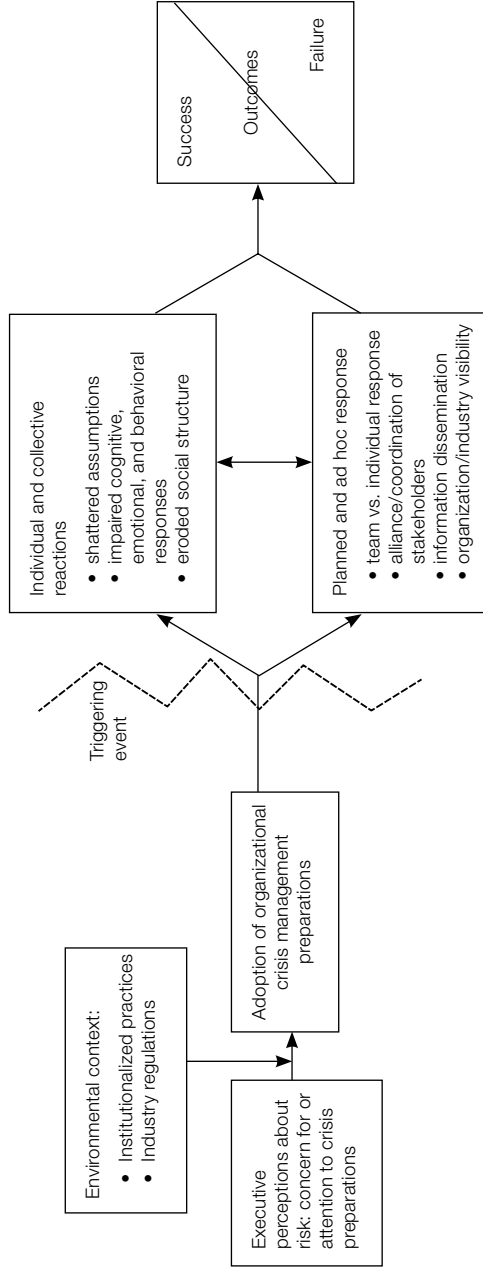 Environmental context:
• Institutionalized practices
• Industry regulations
Executive
perceptions about
risk: concern for or
attention to crisis
preparations
Adoption of organizational
crisis management
preparations
Triggering
event
Individual and collective
reactions
• shattered assumptions
• impaired cognitive,
emotional, and behavioral
responses
• eroded social structure
Planned and ad hoc response
• team vs. individual response
• alliance/coordination of
stakeholders
• information dissemination
• organization/industry visibility
Success
Outcomes
Failure